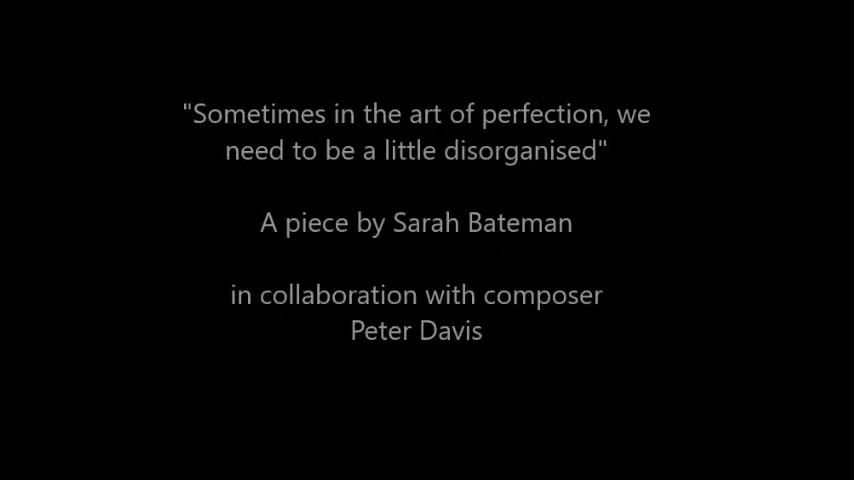 "Sometimes in the art of perfection, we
need to be a little disorganised"
A piece by Sarah Bateman
in collaboration with composer
Peter Davis